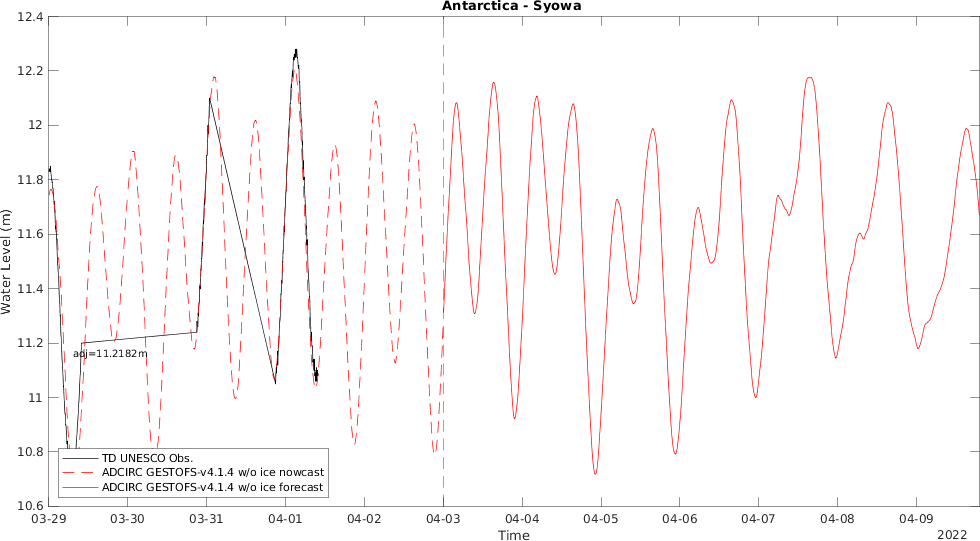 Antarctica - Syowa
12.4
12.2
12
11.8
11.6
11.4
11.2
11
10.8
10.6
Water Level (m)
adj=11.2182m
TD UNESCO Obs.
ADCIRC GESTOFS-v4.1.4 w/o ice nowcast
ADCIRC GESTOFS-v4.1.4 w/o ice forecast
03-29 03-30 03-31 04-01 04-02 04-03 04-04 04-05 04-06 04-07 04-08 04-09
Time
2022